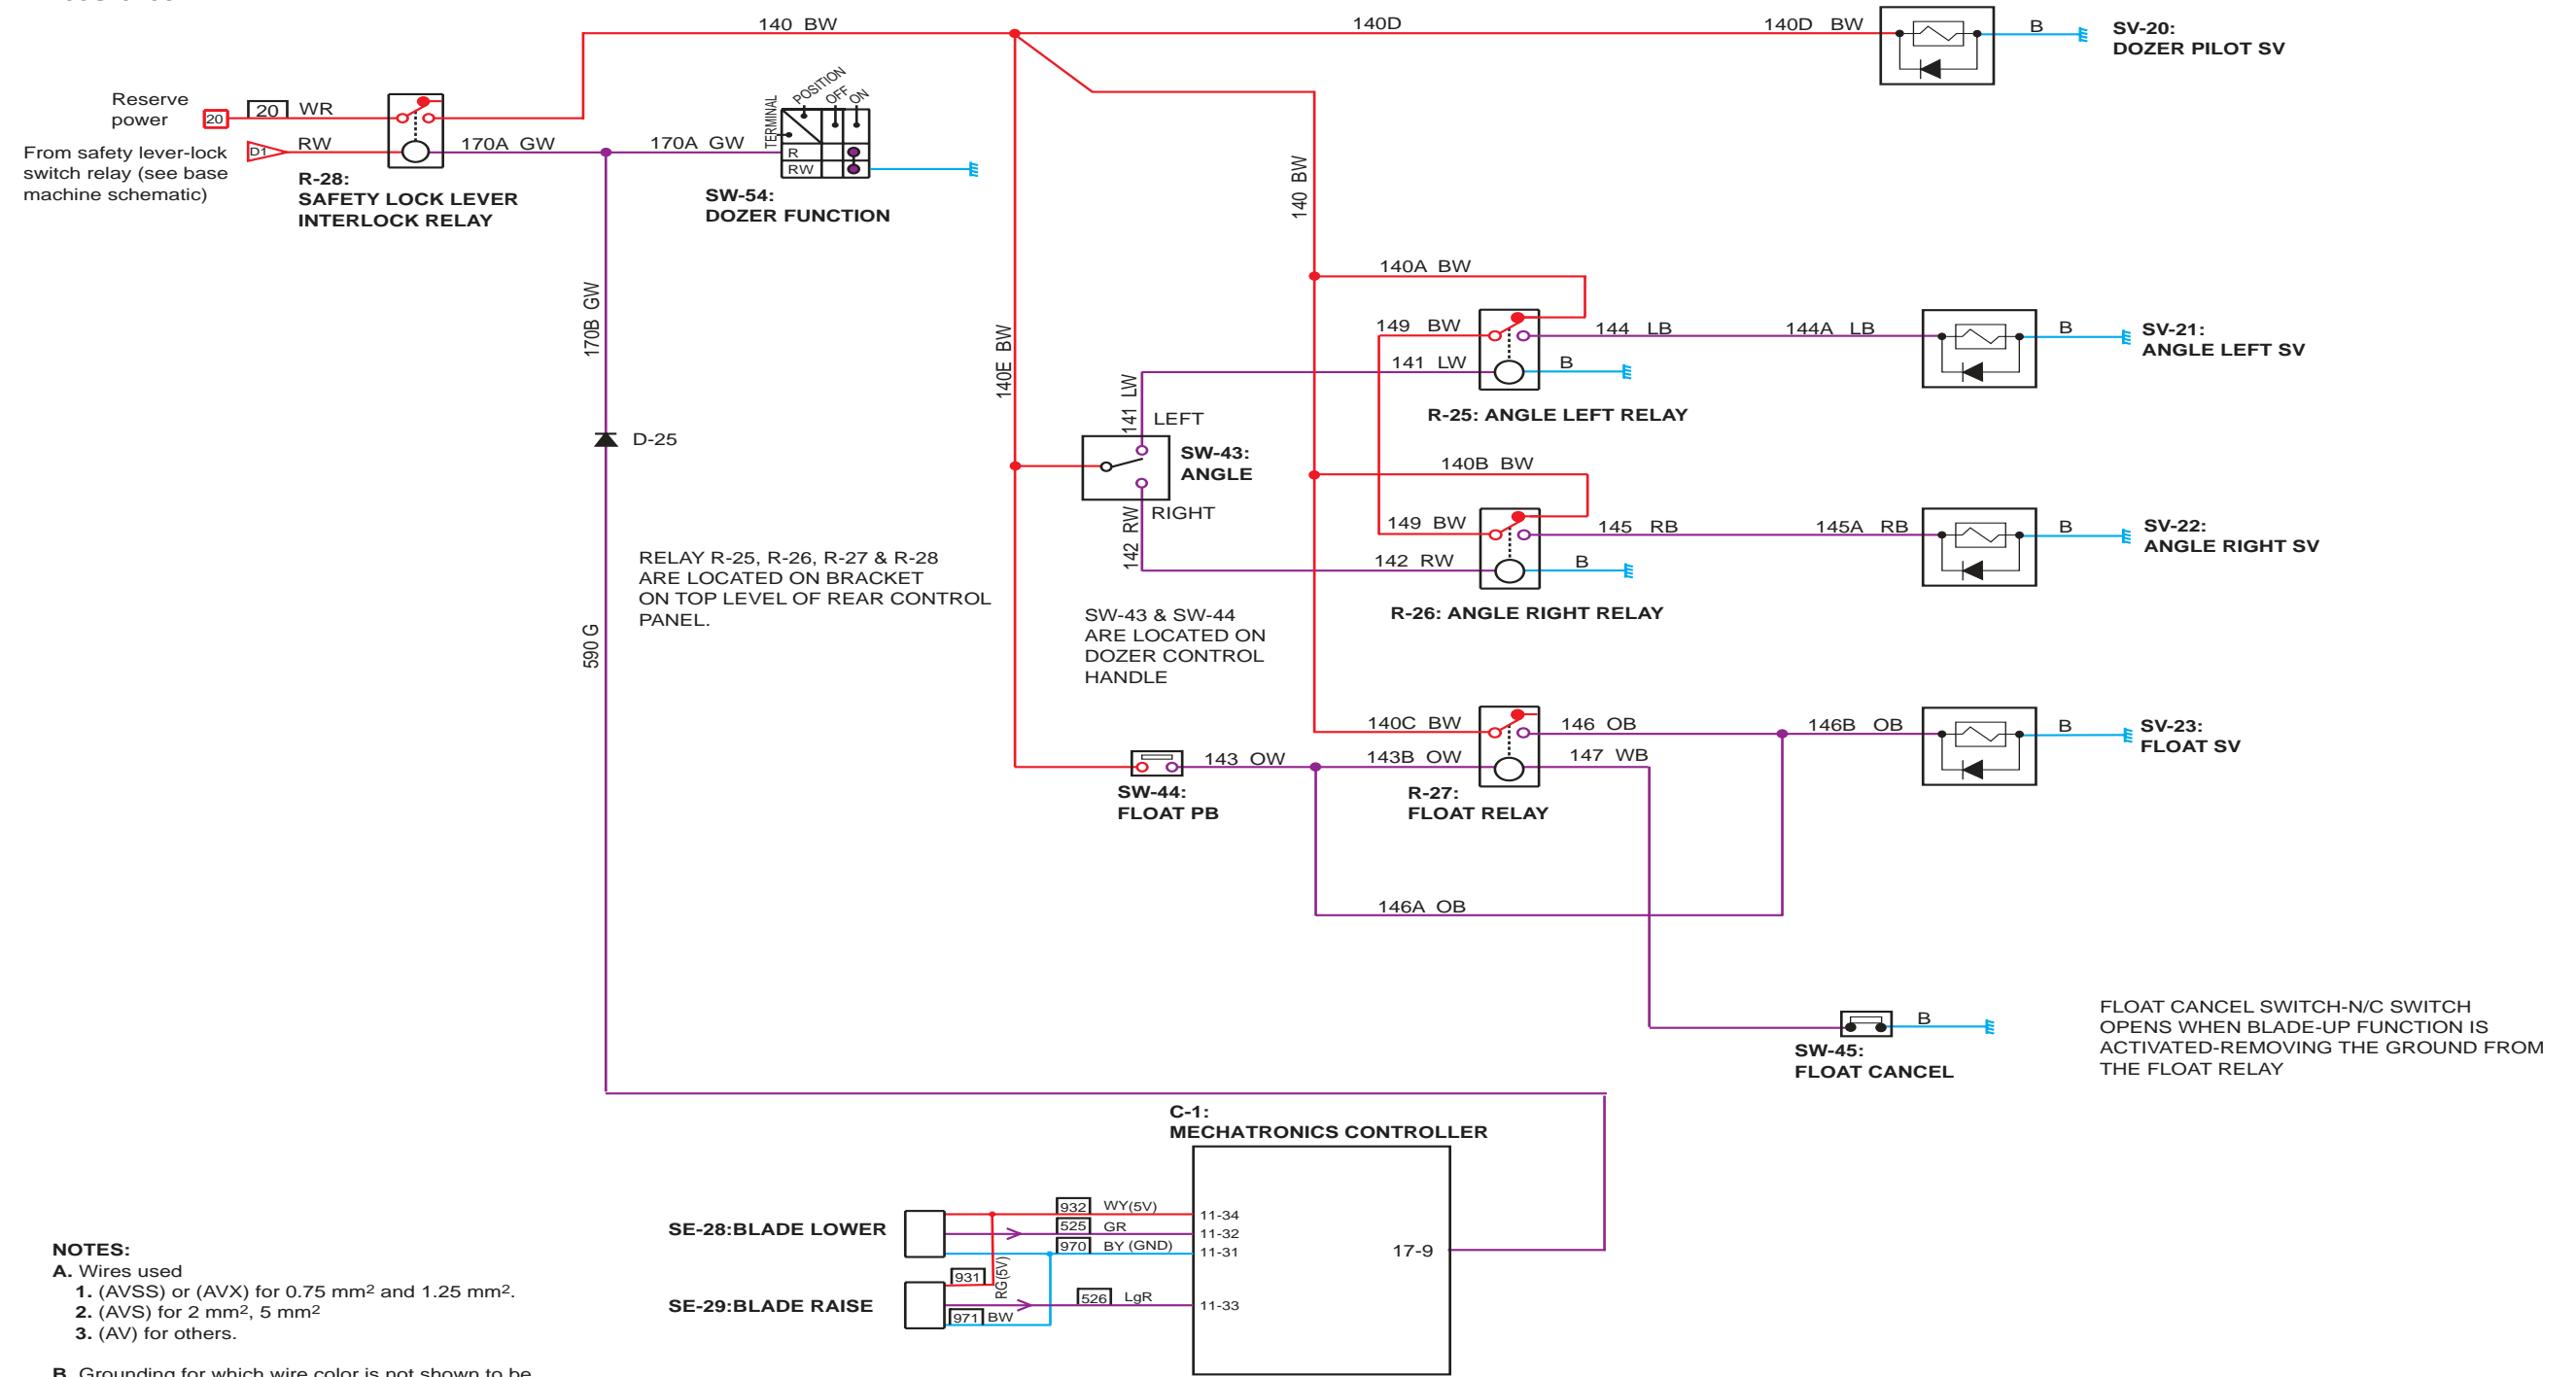 140 BW
140D
140D BW
B
SV-20:
DOZER PILOT SV
Reserve
power
20
20
WR
From safety lever-lock
switch relay (see base
machine schematic)
D1
RW
170A GW
170A GW
R-28:
SAFETY LOCK LEVER
INTERLOCK RELAY
TERMINAL
POSITION
OFF
ON
R
RW
SW-54:
DOZER FUNCTION
140 BW
170B GW
140E BW
140A BW
149 BW
144 LB
144A LB
B
SV-21:
ANGLE LEFT SV
141 LW
B
141 LW
LEFT
R-25: ANGLE LEFT RELAY
D-25
SW-43:
ANGLE
140B BW
RIGHT
142 RW
149 BW
145 RB
145A RB
B
SV-22:
ANGLE RIGHT SV
142 RW
B
R-26: ANGLE RIGHT RELAY
RELAY R-25, R-26, R-27 & R-28
ARE LOCATED ON BRACKET
ON TOP LEVEL OF REAR CONTROL
PANEL.
590 G
SW-43 & SW-44
ARE LOCATED ON
DOZER CONTROL
HANDLE
140C BW
146 OB
146B OB
B
SV-23:
FLOAT SV
143 OW
143B OW
147 WB
SW-44:
FLOAT PB
R-27:
FLOAT RELAY
146A OB
B
SW-45:
FLOAT CANCEL
FLOAT CANCEL SWITCH-N/C SWITCH
OPENS WHEN BLADE-UP FUNCTION IS
ACTIVATED-REMOVING THE GROUND FROM
THE FLOAT RELAY
C-1:
MECHATRONICS CONTROLLER
SE-28:BLADE LOWER
932 WY(5V) 11-34
525 GR 11-32
970 BY (GND) 11-31
17-9
931
RG(5V)
SE-29:BLADE RAISE
526 LgR 11-33
971 BW
NOTES:
A. Wires used
1. (AVSS) or (AVX) for 0.75 mm² and 1.25 mm².
2. (AVS) for 2 mm², 5 mm²
3. (AV) for others.
B. Grounding for which wire color is not shown to be